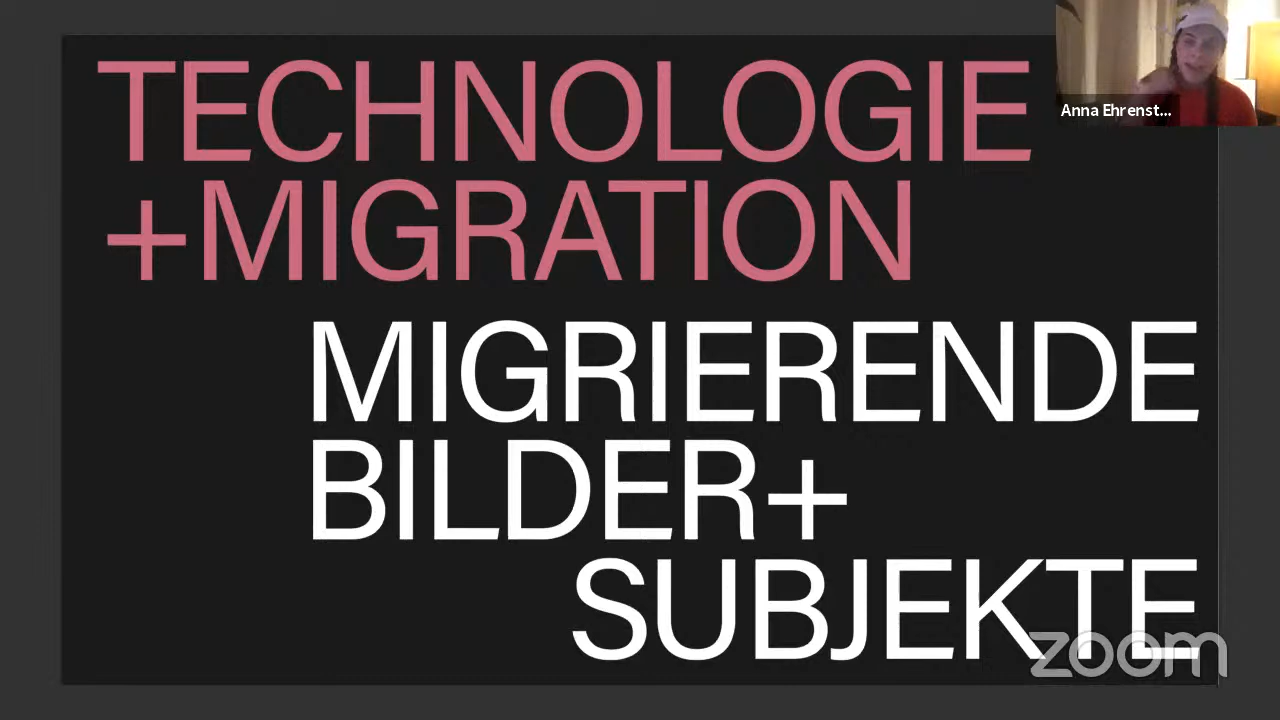 TECHNOLOGIE
+MIGRATION
MIGRIERENDE
BILDER+
SUBJEKTE
Anna Ehrenst...
zoom